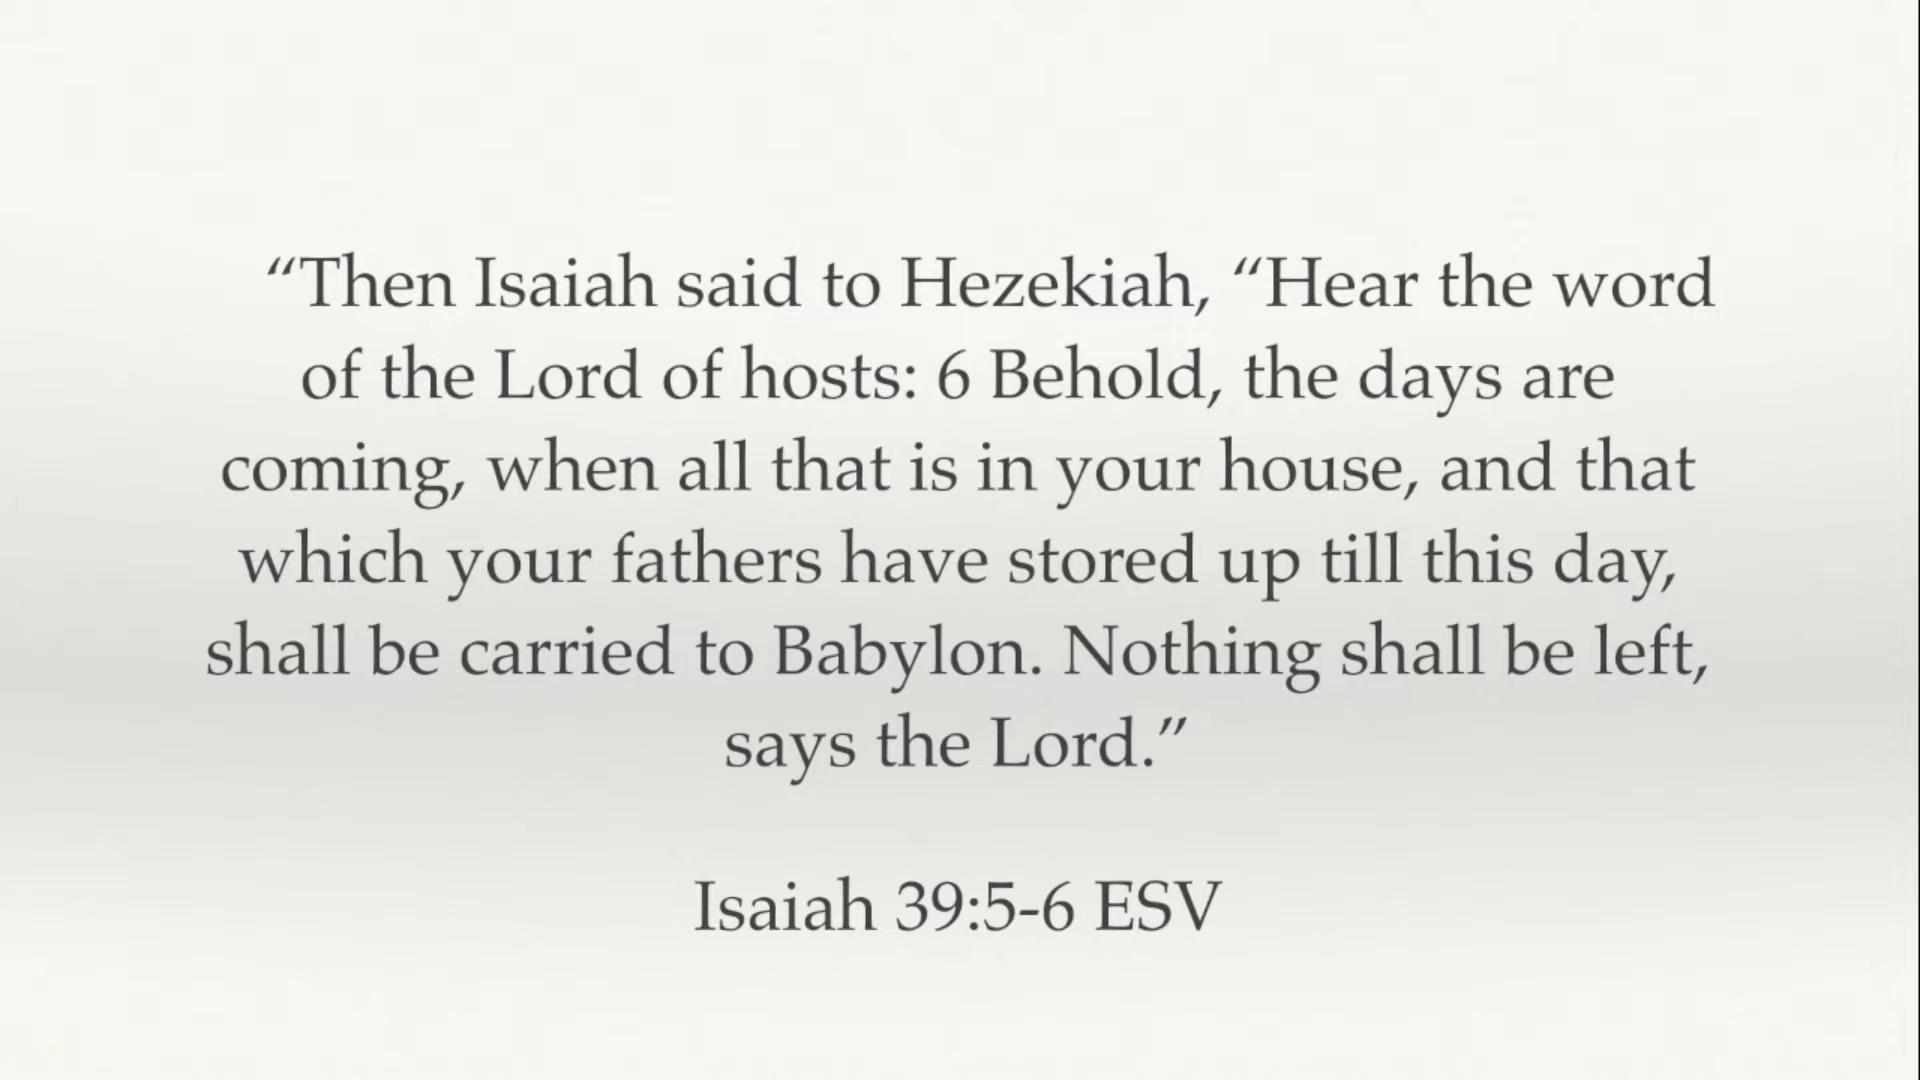 “Then Isaiah said to Hezekiah, “Hear the word
of the Lord of hosts: 6 Behold, the days are
coming, when all that is in your house, and that
which your fathers have stored up till this day,
shall be carried to Babylon. Nothing shall be left,
says the Lord.”
Isaiah 39:5-6 ESV